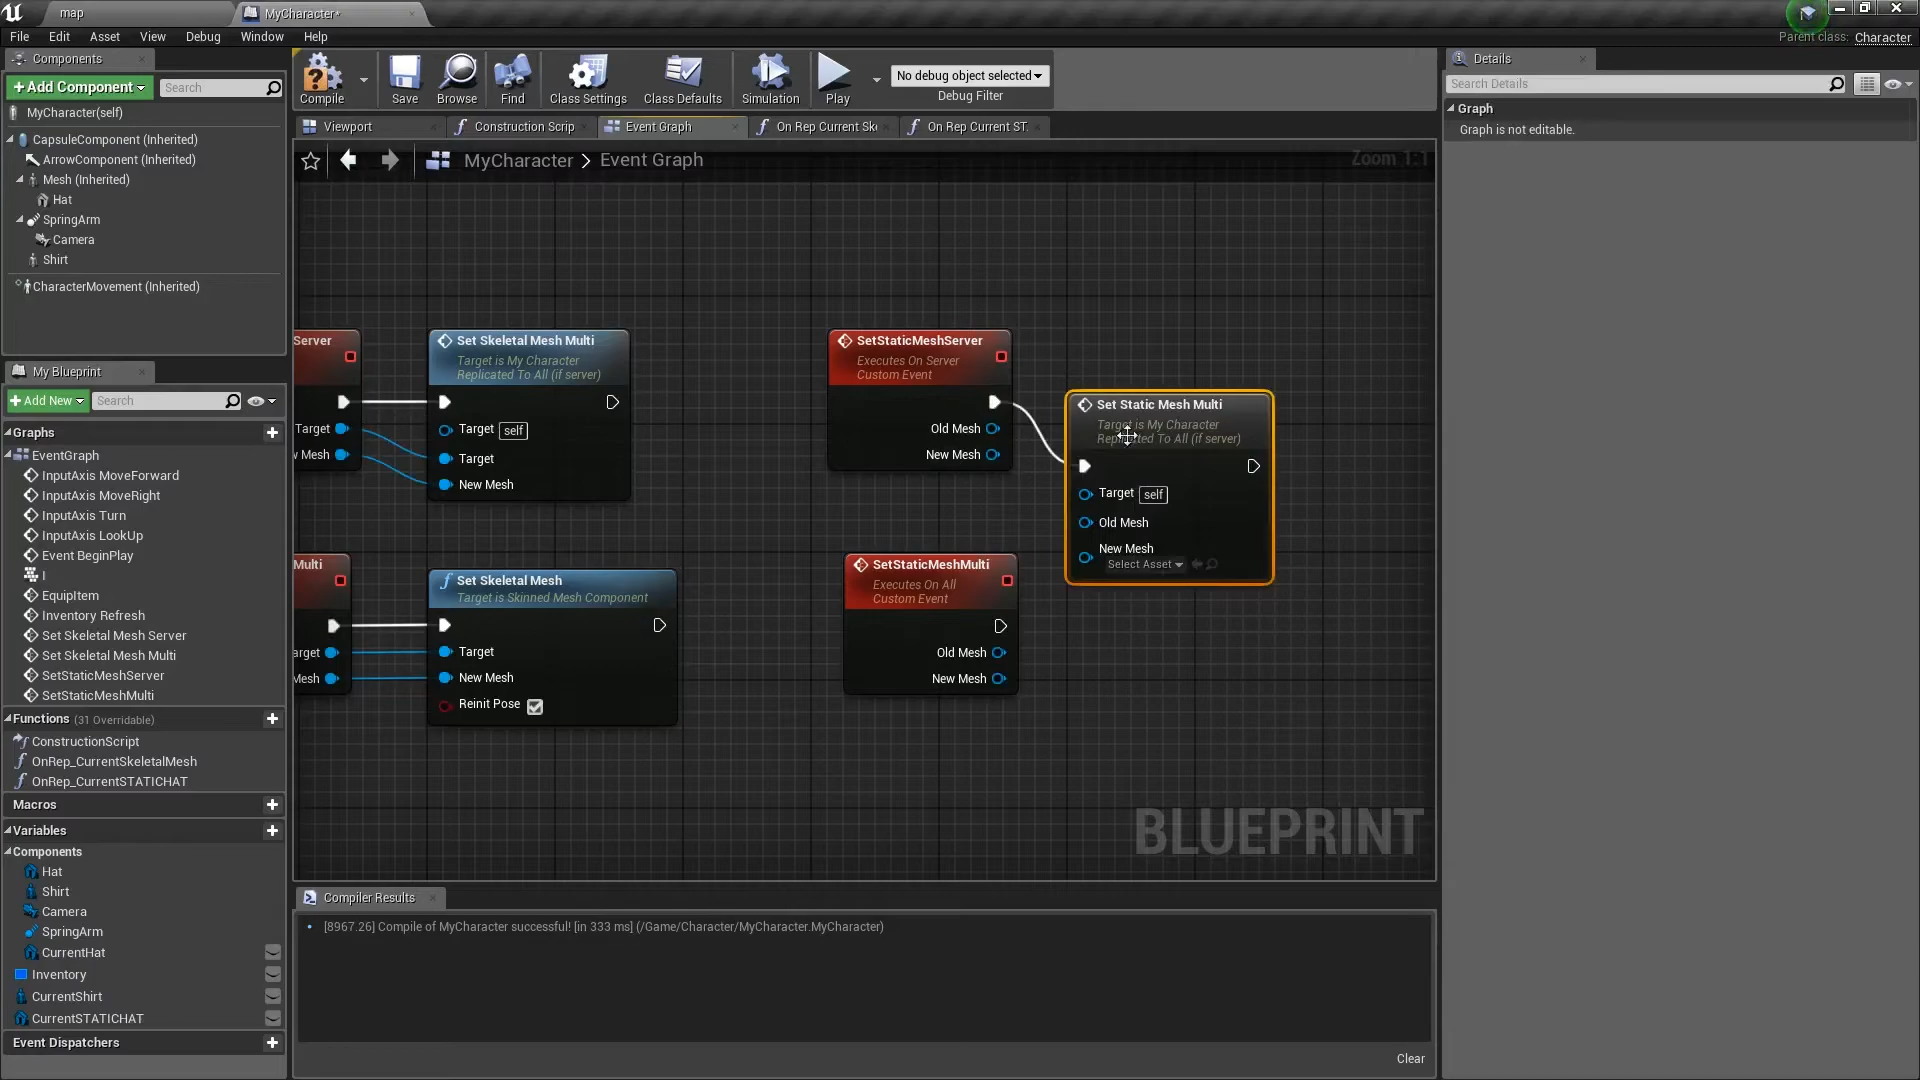 map
MyCharacter*
File Edit Asset View Debug Window Help
Parent class: Character
Components
+Add Component
Search
MyCharacter(self)
CapsuleComponent (Inherited)
ArrowComponent (Inherited)
Mesh (Inherited)
Hat
SpringArm
Camera
Shirt
CharacterMovement (Inherited)
My Blueprint
+Add New
Search
Graphs
EventGraph
InputAxis MoveForward
InputAxis MoveRight
InputAxis Turn
InputAxis LookUp
Event BeginPlay
I
EquipItem
Inventory Refresh
Set Skeletal Mesh Server
Set Skeletal Mesh Multi
SetStaticMeshServer
SetStaticMeshMulti
Functions (31 Overridable)
ConstructionScript
OnRep_CurrentSkeletalMesh
OnRep_CurrentSTATICHAT
Macros
Variables
Components
Hat
Shirt
Camera
SpringArm
CurrentHat
Inventory
CurrentShirt
CurrentSTATICHAT
Event Dispatchers
Compile
Save
Browse
Find
Class Settings
Class Defaults
Simulation
Play
No debug object selected
Debug Filter
Viewport
Construction Scrip
Event Graph
On Rep Current Ske
On Rep Current ST.
MyCharacter > Event Graph
Zoom 1:1
Server
Target
w Mesh
Set Skeletal Mesh Multi
Target is My Character
Replicated To All (if server)
Target self
Target
New Mesh
SetStaticMeshServer
Executes On Server
Custom Event
Old Mesh
New Mesh
Set Static Mesh Multi
Target is My Character
Replicated To All (if server)
Target self
Old Mesh
New Mesh
Select Asset
Multi
arget
Mesh
Set Skeletal Mesh
Target is Skinned Mesh Component
Target
New Mesh
Reinit Pose
SetStaticMeshMulti
Executes On All
Custom Event
Old Mesh
New Mesh
BLUEPRINT
Compiler Results
[8967.26] Compile of MyCharacter successful! [in 333 ms] (/Game/Character/MyCharacter.MyCharacter)
Clear
Details
Search Details
Graph
Graph is not editable.